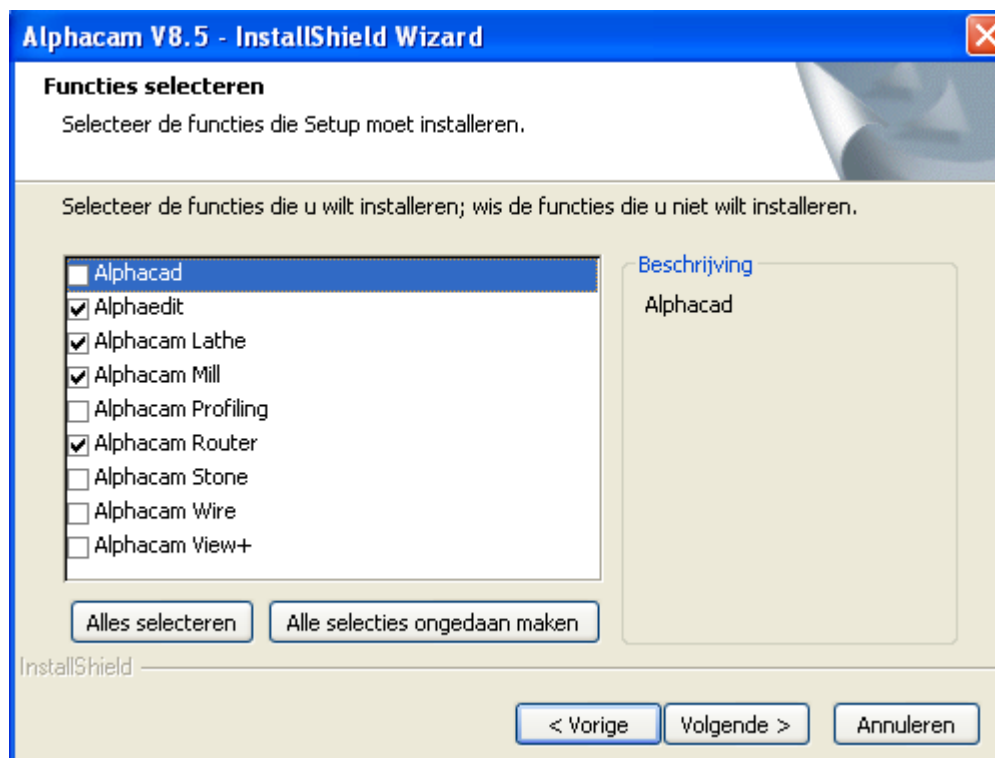 Alphacam V8.5 - InstallShield Wizard
Functies selecteren
Selecteer de functies die Setup moet installeren.
Selecteer de functies die u wilt installeren; wis de functies die u niet wilt installeren.
Alphacad
Alphaedit
Alphacam Lathe
Alphacam Mill
Alphacam Profiling
Alphacam Router
Alphacam Stone
Alphacam Wire
Alphacam View+
Beschrijving
Alphacad
Alles selecteren
Alle selecties ongedaan maken
InstallShield
< Vorige
Volgende >
Annuleren